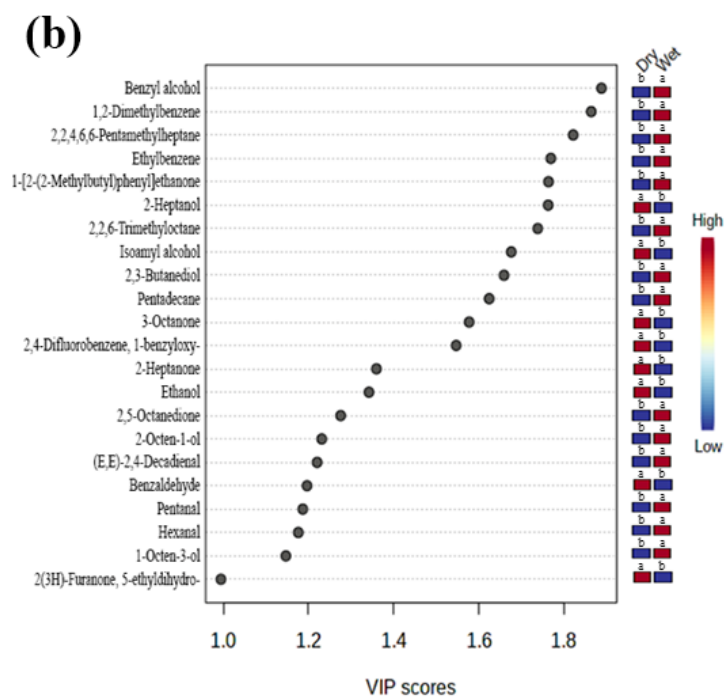 (b)
Dry Wet
Benzyl alcohol b a
1,2-Dimethylbenzene b a
2,2,4,6,6-Pentamethylheptane b a
Ethylbenzene b a
1-[2-(2-Methylbutyl)phenyl]ethanone b a
2-Heptanol a b
2,2,6-Trimethyloctane b a
Isoamyl alcohol a b
2,3-Butanediol b a
Pentadecane b a
3-Octanone a b
2,4-Difluorobenzene, 1-benzyloxy- a b
2-Heptanone a b
Ethanol a b
2,5-Octanedione b a
2-Octen-1-ol b a
(E,E)-2,4-Decadienal b a
Benzaldehyde a b
Pentanal b a
Hexanal b a
1-Octen-3-ol b a
2(3H)-Furanone, 5-ethyldihydro- a b
High
Low
1.0 1.2 1.4 1.6 1.8
VIP scores